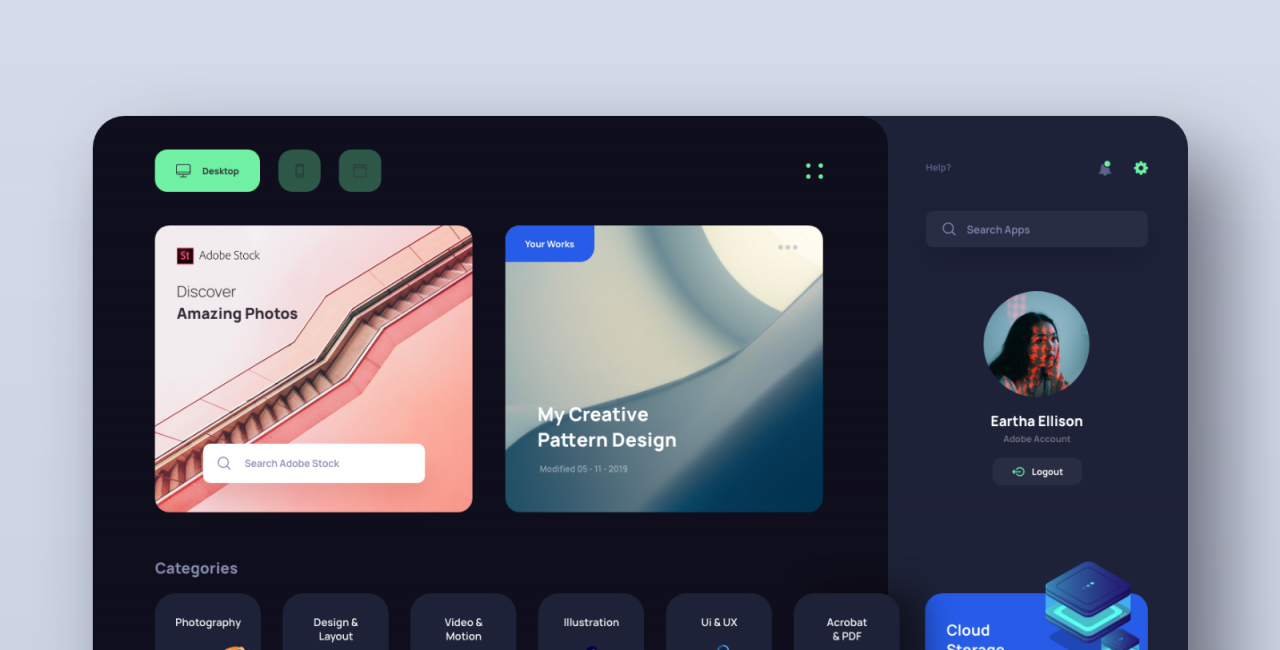 Desktop
Help?
Search Apps
Your Works
St Adobe Stock
Discover
Amazing Photos
My Creative
Pattern Design
Modified 05 - 11 - 2019
Search Adobe Stock
Eartha Ellison
Adobe Account
Logout
Categories
Photography
Design &
Layout
Video &
Motion
Illustration
Ui & UX
Acrobat
& PDF
Cloud
Storage